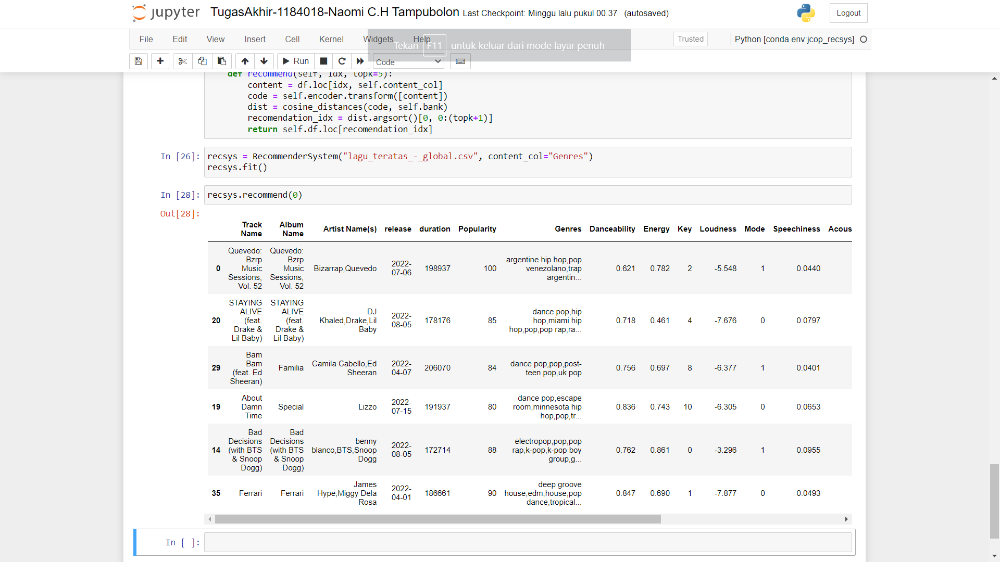 jupyter TugasAkhir-1184018-Naomi C.H Tampubolon Last Checkpoint: Minggu lalu pukul 00.37 (autosaved)
Logout
File Edit View Insert Cell Kernel Widgets Help
Trusted
Python [conda env:jcop_recsys]
Tekan F11 untuk keluar dari mode layar penuh
Run
Code
def recommend(self, idx, topk=5):
content = df.loc[idx, self.content_col]
code = self.encoder.transform([content])
dist = cosine_distances(code, self.bank)
recomendation_idx = dist.argsort()[0, 0:(topk+1)]
return self.df.loc[recomendation_idx]
In [26]: recsys = RecommenderSystem("lagu_teratas_-_global.csv", content_col="Genres")
recsys.fit()
In [28]: recsys.recommend(0)
Out[28]:
Track Name Album Name Artist Name(s) release duration Popularity Genres Danceability Energy Key Loudness Mode Speechiness Acous
0 Quevedo: Bzrp Music Sessions, Vol. 52 Quevedo: Bzrp Music Sessions, Vol. 52 Bizarrap,Quevedo 2022-07-06 198937 100 argentine hip hop,pop venezolano,trap argentin... 0.621 0.782 2 -5.548 1 0.0440
20 STAYING ALIVE (feat. Drake & Lil Baby) STAYING ALIVE (feat. Drake & Lil Baby) DJ Khaled,Drake,Lil Baby 2022-08-05 178176 85 dance pop,hip hop,miami hip hop,pop,pop rap,ra... 0.718 0.461 4 -7.676 0 0.0797
29 Bam Bam (feat. Ed Sheeran) Familia Camila Cabello,Ed Sheeran 2022-04-07 206070 84 dance pop,pop,post-teen pop,uk pop 0.756 0.697 8 -6.377 1 0.0401
19 About Damn Time Special Lizzo 2022-07-15 191937 80 dance pop,escape room,minnesota hip hop,pop,tr... 0.836 0.743 10 -6.305 0 0.0653
14 Bad Decisions (with BTS & Snoop Dogg) Bad Decisions (with BTS & Snoop Dogg) benny blanco,BTS,Snoop Dogg 2022-08-05 172714 88 electropop,pop,pop rap,k-pop,k-pop boy group,g... 0.762 0.861 0 -3.296 1 0.0955
35 Ferrari Ferrari James Hype,Miggy Dela Rosa 2022-04-01 186661 90 deep groove house,edm,house,pop dance,tropical... 0.847 0.690 1 -7.877 0 0.0493
In [ ]: